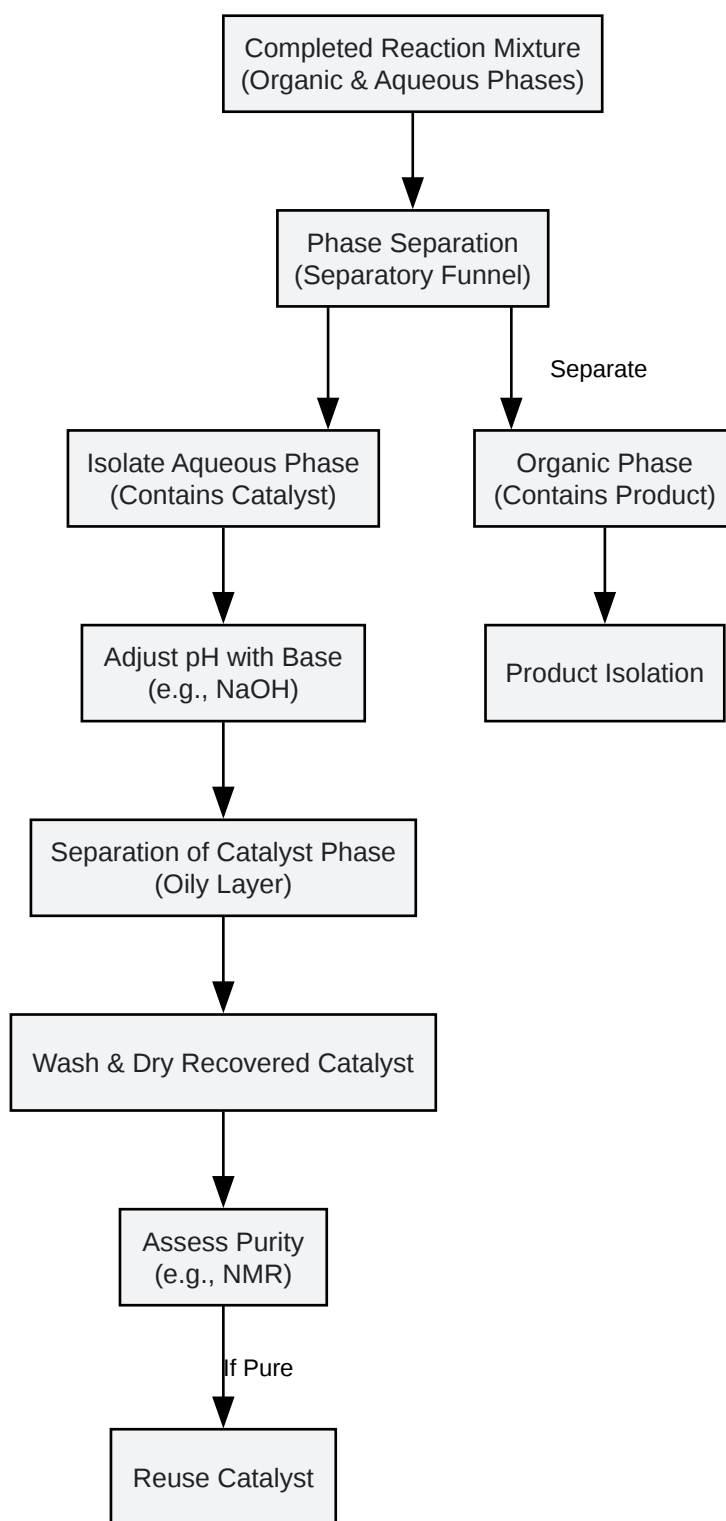 Completed Reaction Mixture
(Organic & Aqueous Phases)
Phase Separation
(Separatory Funnel)
Separate
Isolate Aqueous Phase
(Contains Catalyst)
Organic Phase
(Contains Product)
Adjust pH with Base
(e.g., NaOH)
Product Isolation
Separation of Catalyst Phase
(Oily Layer)
Wash & Dry Recovered Catalyst
Assess Purity
(e.g., NMR)
If Pure
Reuse Catalyst